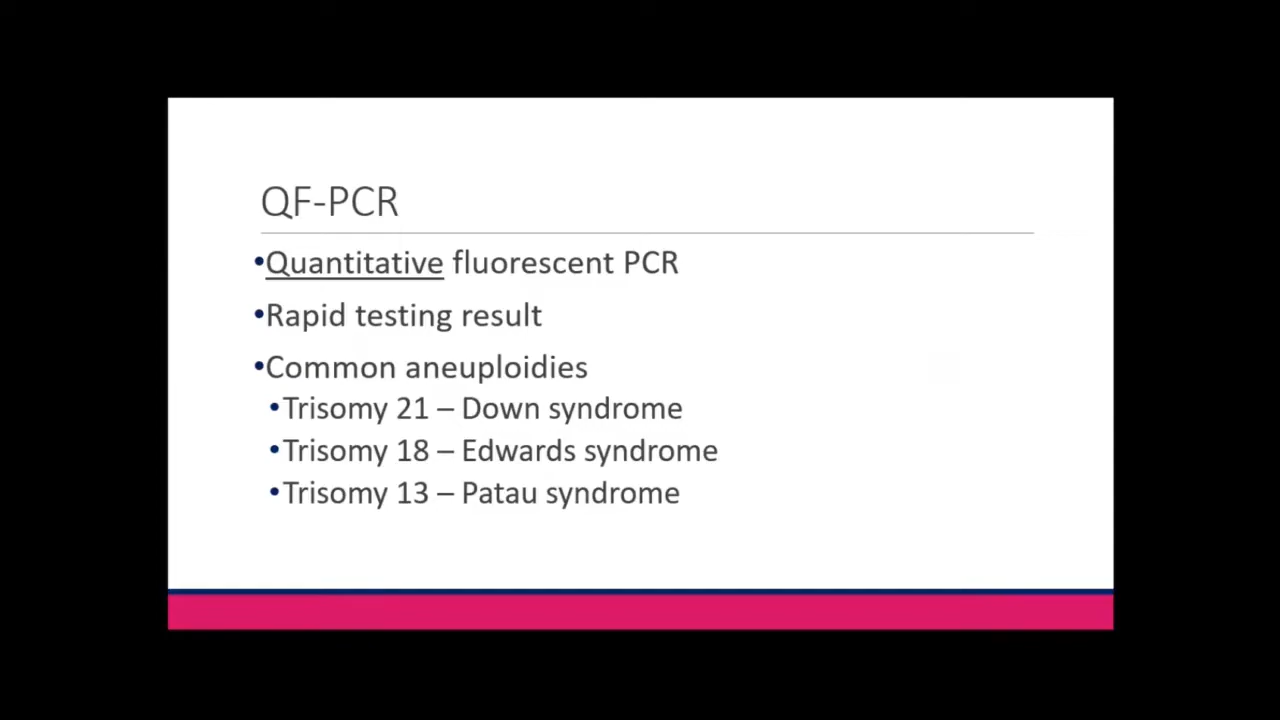 QF-PCR
•Quantitative fluorescent PCR
•Rapid testing result
•Common aneuploidies
•Trisomy 21 – Down syndrome
•Trisomy 18 – Edwards syndrome
•Trisomy 13 – Patau syndrome